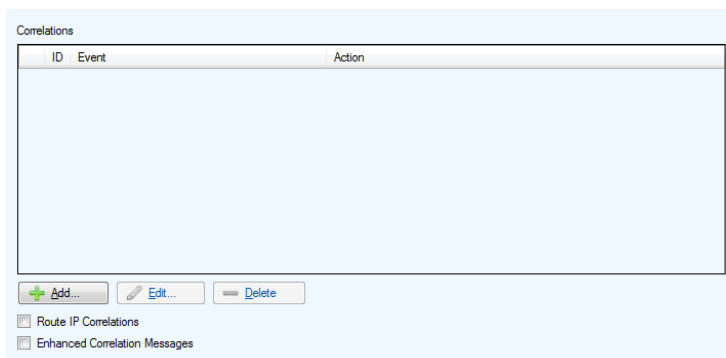 Correlations
ID Event Action
Add... Edit... Delete
Route IP Correlations
Enhanced Correlation Messages